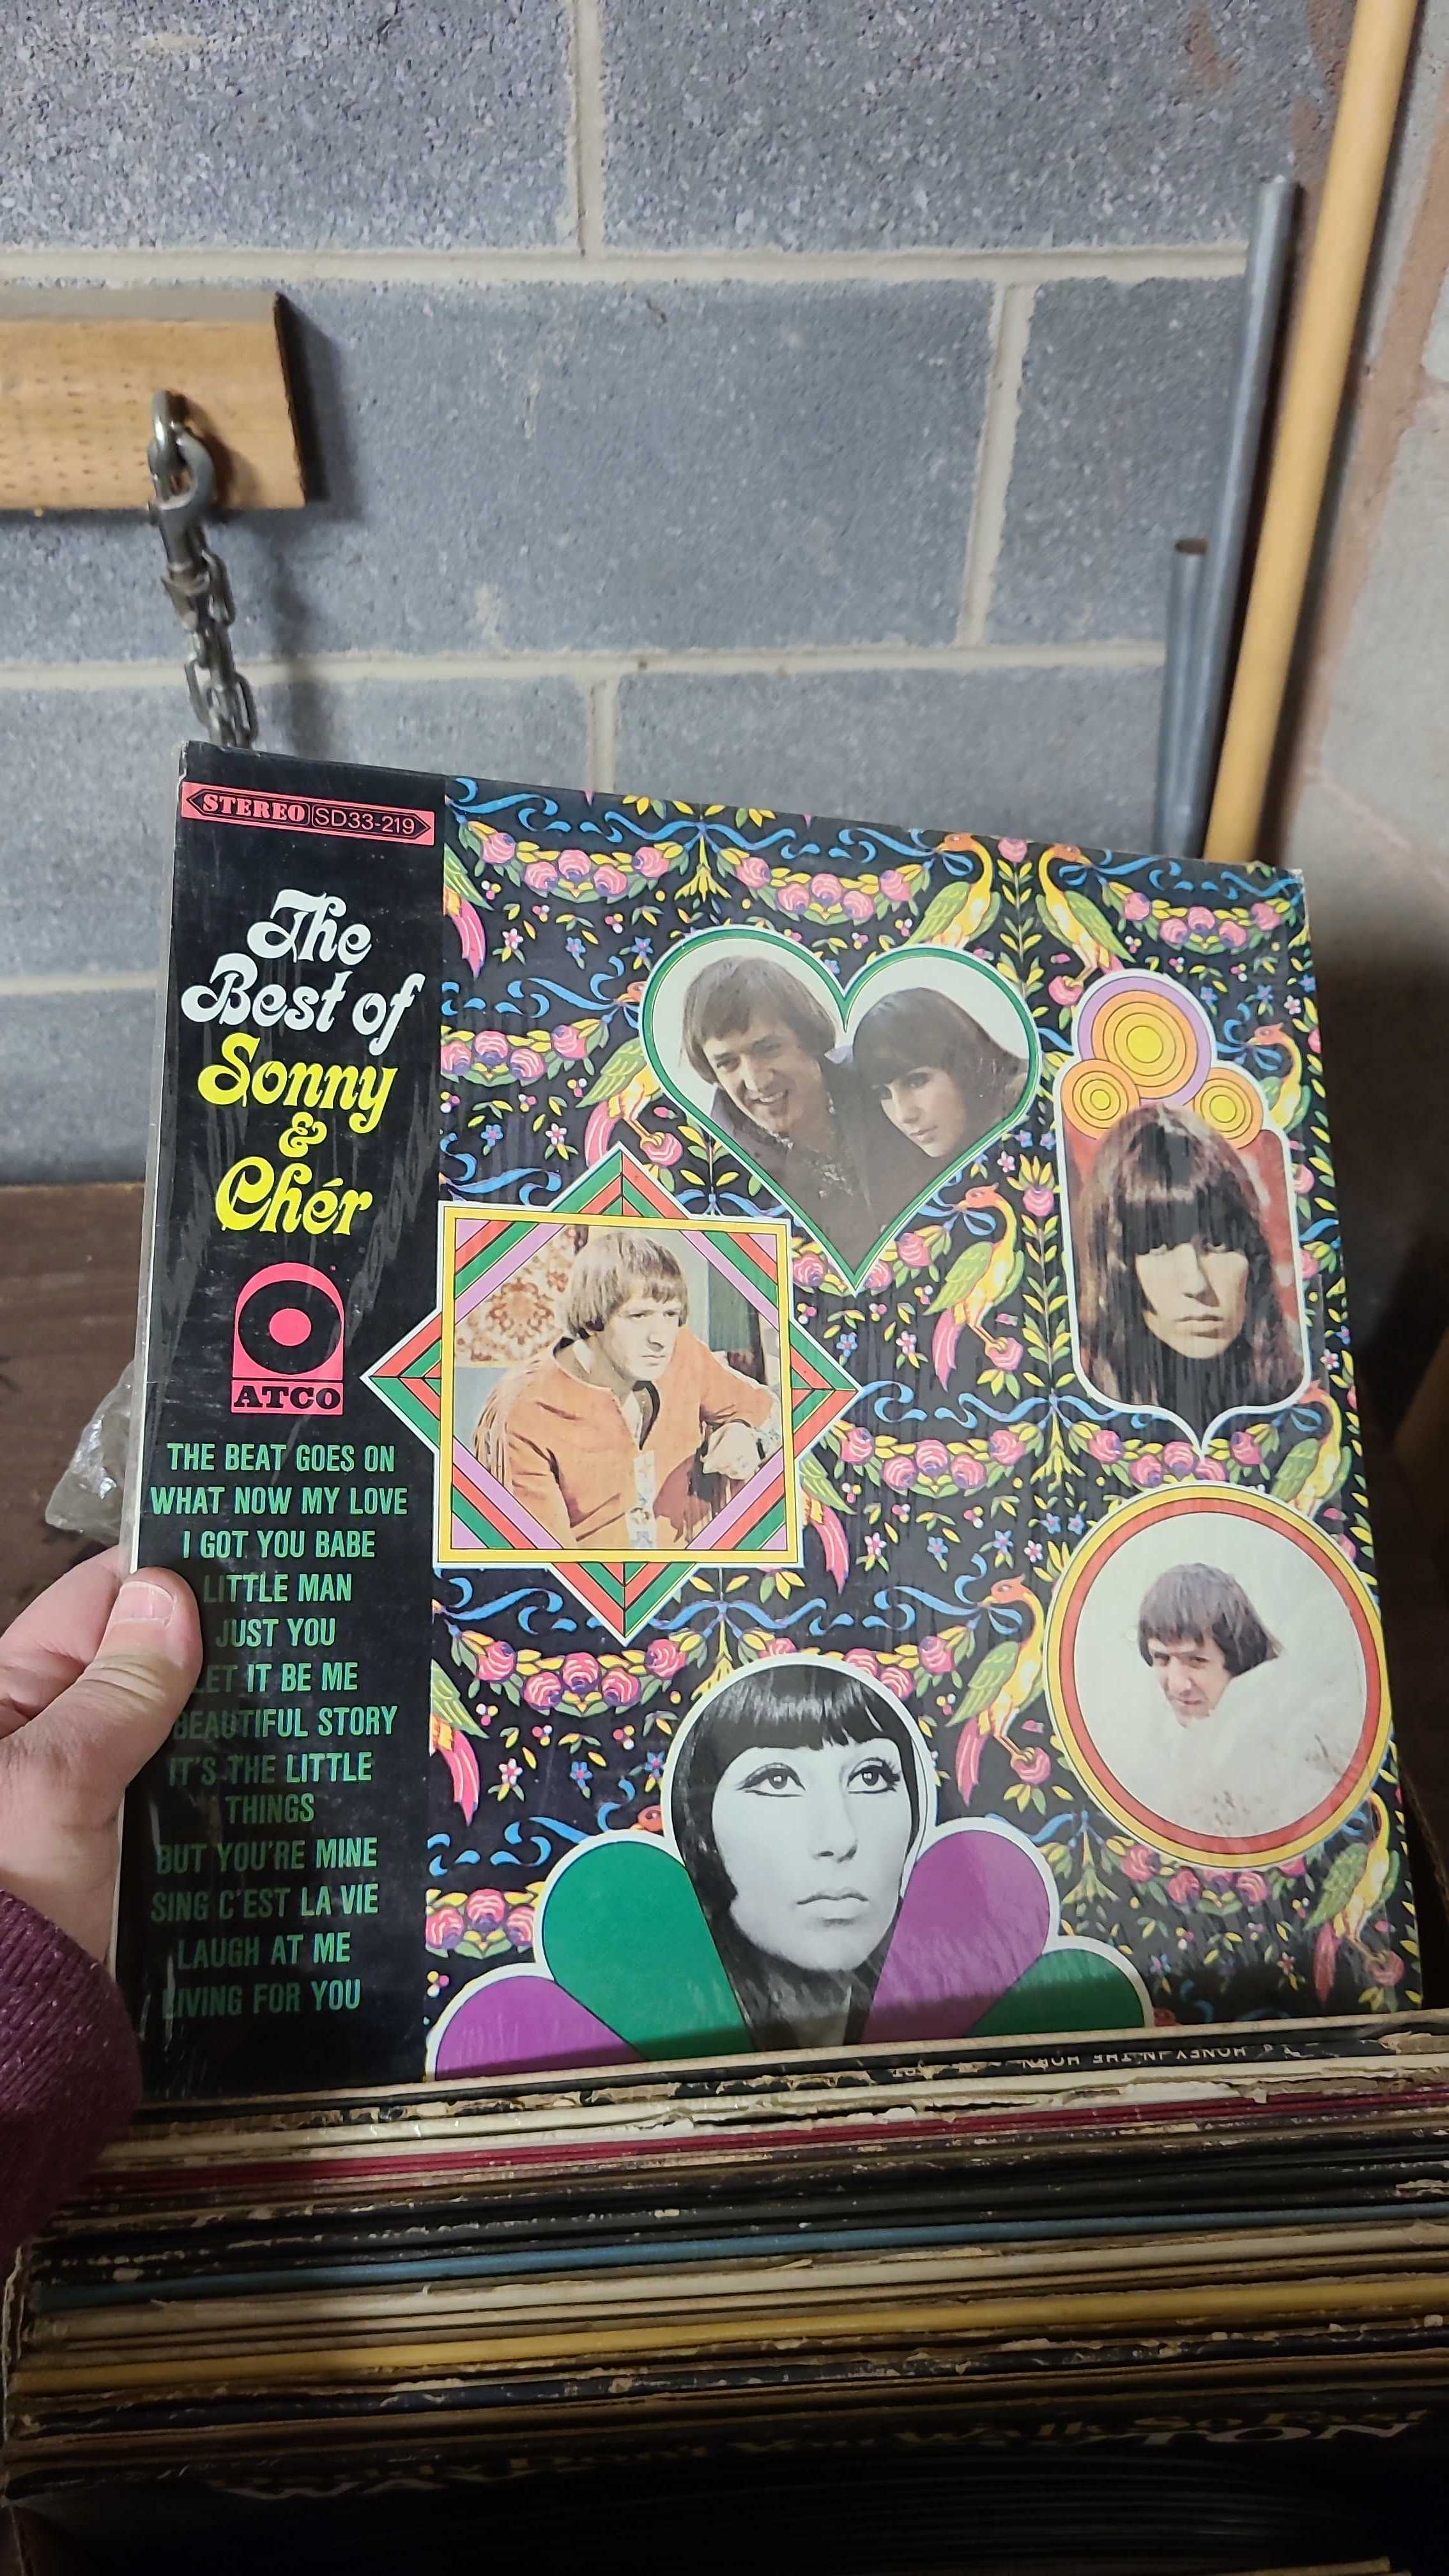 STEREO SD33-219
The
Best of
Sonny
&
Chér
ATCO
THE BEAT GOES ON
WHAT NOW MY LOVE
I GOT YOU BABE
LITTLE MAN
JUST YOU
LET IT BE ME
BEAUTIFUL STORY
IT'S THE LITTLE
THINGS
BUT YOU'RE MINE
SING C'EST LA VIE
LAUGH AT ME
LIVING FOR YOU
HONEY IN THE HORN